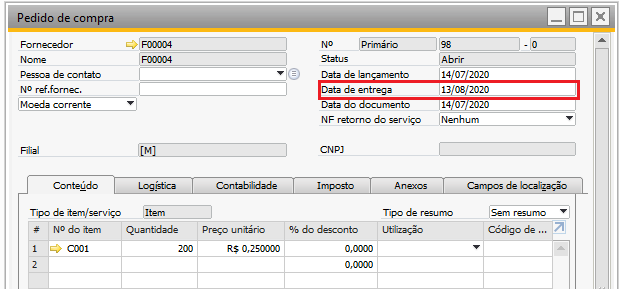 Pedido de compra
Fornecedor F00004 Nº Primário 98 - 0
Nome F00004 Status Abrir
Pessoa de contato Data de lançamento 14/07/2020
Nº ref.fornec. Data de entrega 13/08/2020
Moeda corrente Data do documento 14/07/2020
NF retorno do serviço Nenhum
Filial [M] CNPJ
Conteúdo Logística Contabilidade Imposto Anexos Campos de localização
Tipo de item/serviço Item Tipo de resumo Sem resumo
# Nº do item Quantidade Preço unitário % do desconto Utilização Código de ...
1 C001 200 R$ 0,250000 0,0000
2 0,0000